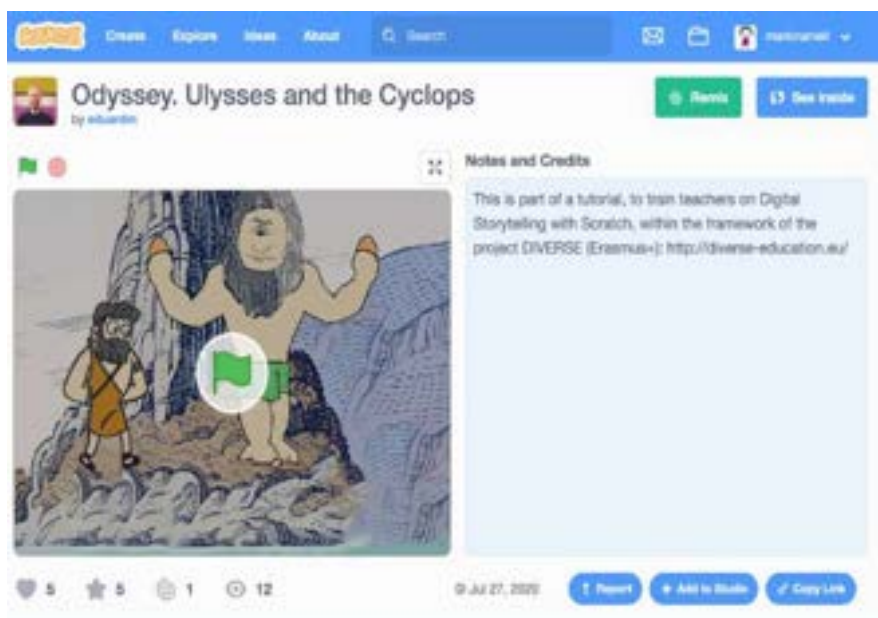 SCRATCH Create Explore Ideas About Search
Odyssey. Ulysses and the Cyclops
Remix See inside
by eduardm
Notes and Credits
This is part of a tutorial, to train teachers on Digital
Storytelling with Scratch, within the framework of the
project DIVERSE (Erasmus+): http://diverse-education.eu/
5 5 1 12
Jul 27, 2020 Report Add to Studio Copy Link